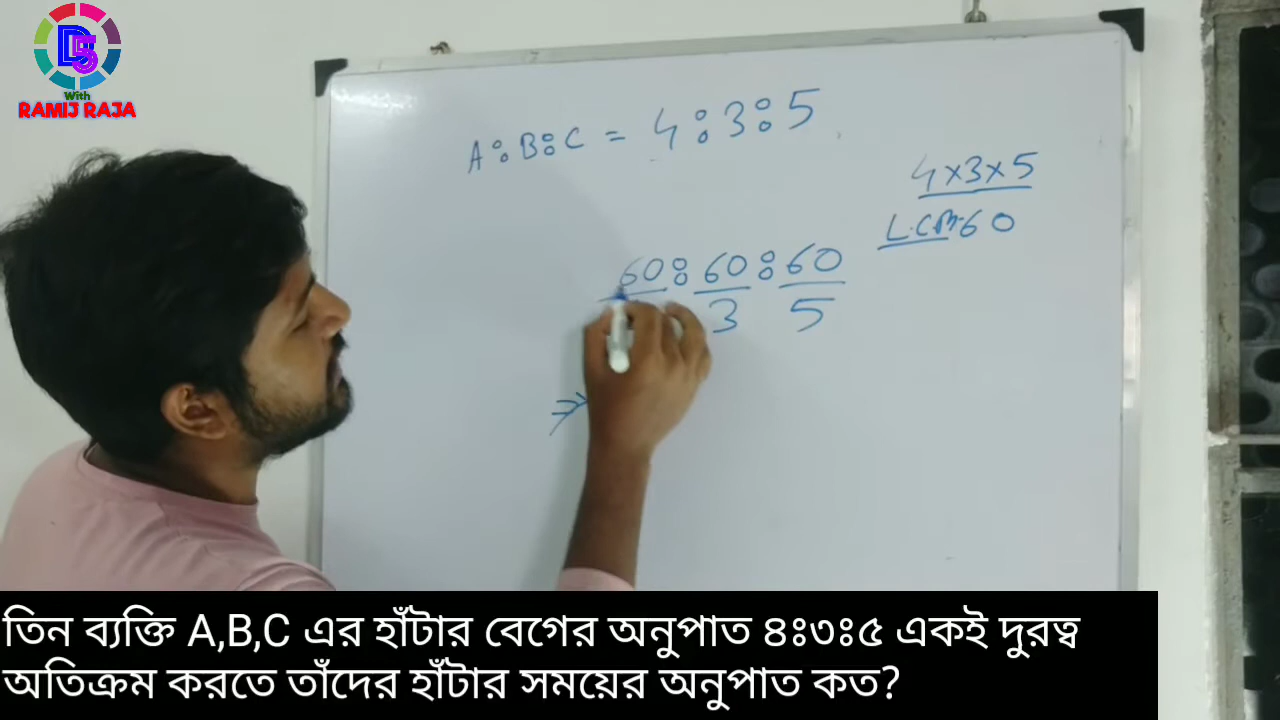 D5
With
RAMIJ RAJA
A:B:C = 4:3:5
4×3×5
L.C.M.60
60 : 60 : 60
3 5
তিন ব্যক্তি A,B,C এর হাঁটার বেগের অনুপাত ৪ঃ৩ঃ৫ একই দুরত্ব
অতিক্রম করতে তাঁদের হাঁটার সময়ের অনুপাত কত?